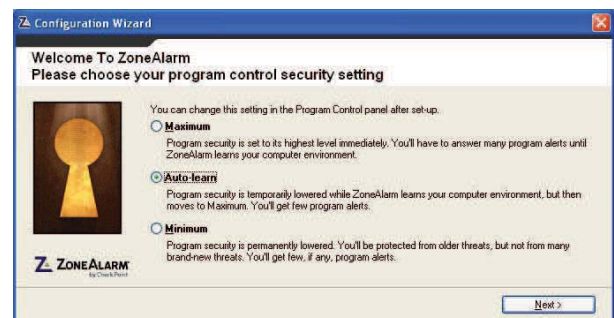 Configuration Wizard
Welcome To ZoneAlarm
Please choose your program control security setting
You can change this setting in the Program Control panel after set-up.
Maximum
Program security is set to its highest level immediately. You'll have to answer many program alerts until
ZoneAlarm learns your computer environment.
Auto-learn
Program security is temporarily lowered while ZoneAlarm learns your computer environment, but then
moves to Maximum. You'll get few program alerts.
Minimum
Program security is permanently lowered. You'll be protected from older threats, but not from many
brand-new threats. You'll get few, if any, program alerts.
ZONEALARM
by Check Point
Next >